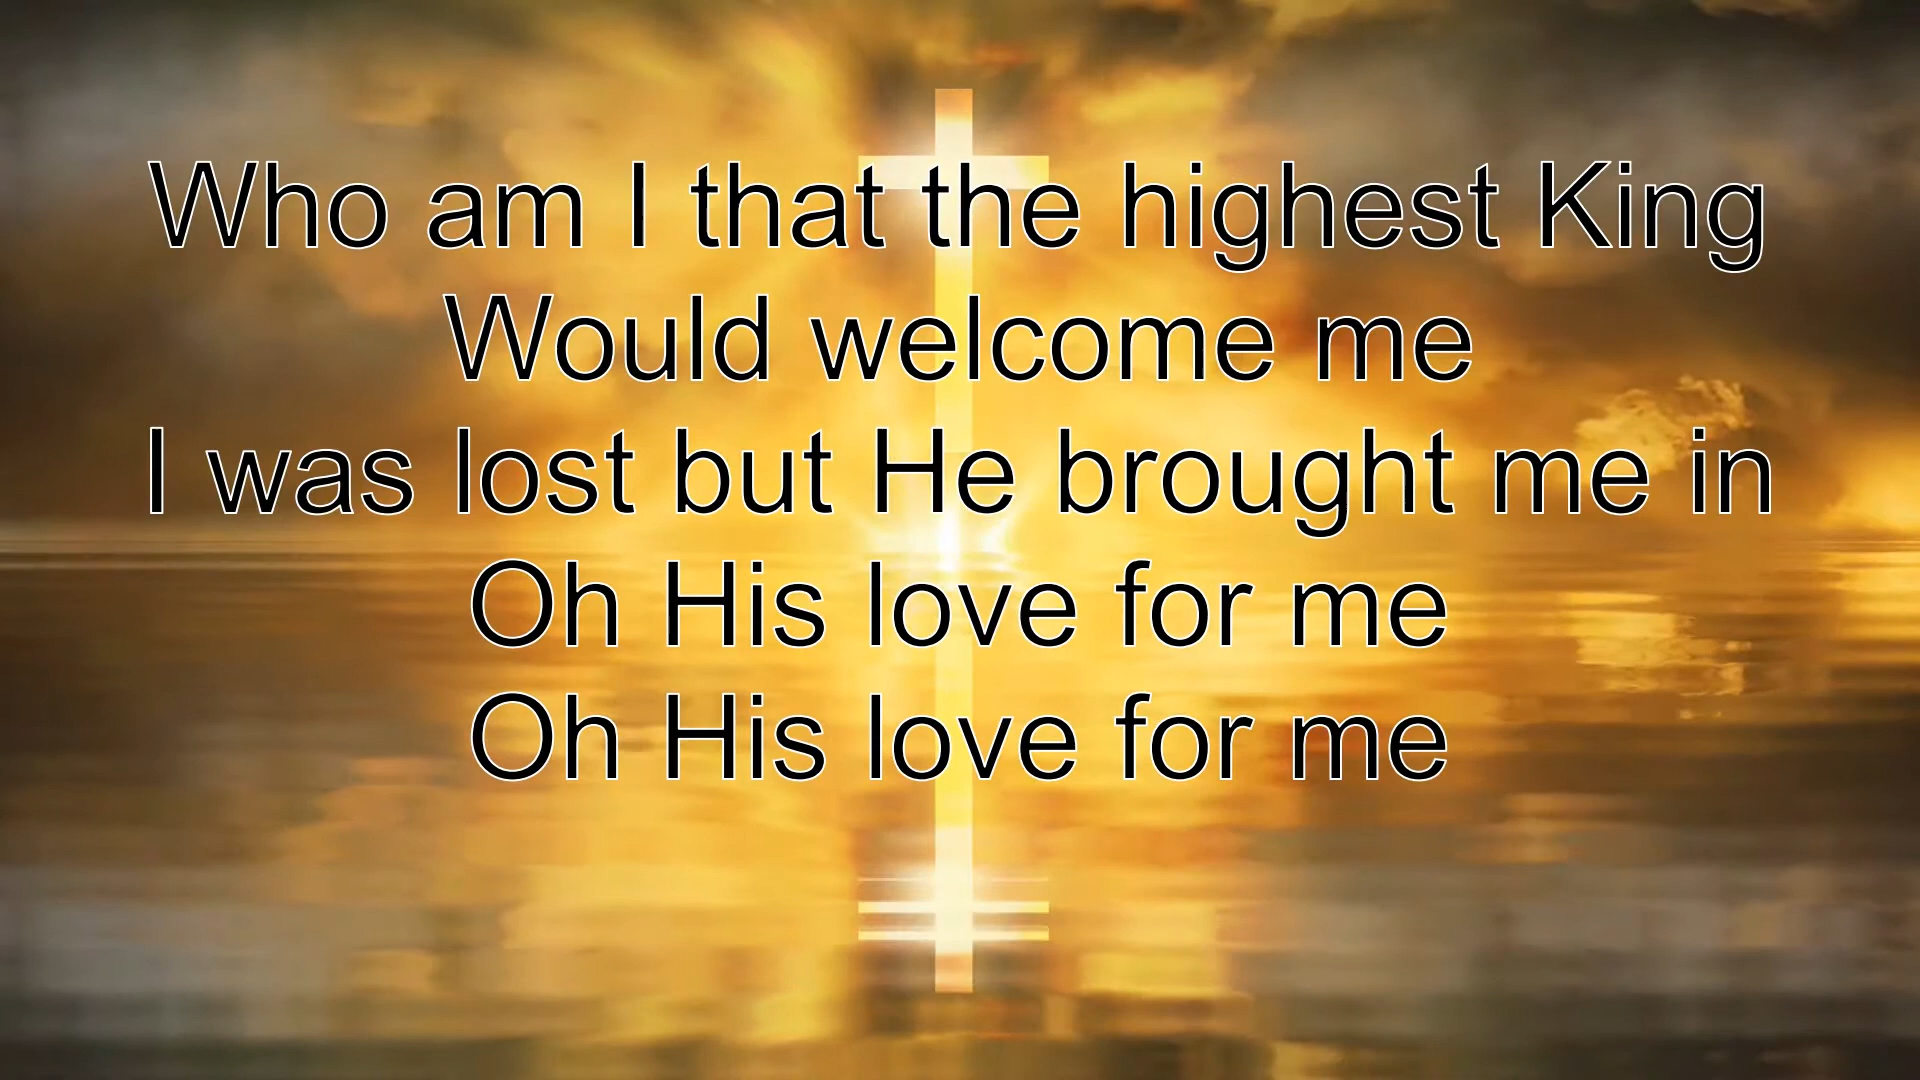 Who am I that the highest King
Would welcome me
I was lost but He brought me in
Oh His love for me
Oh His love for me